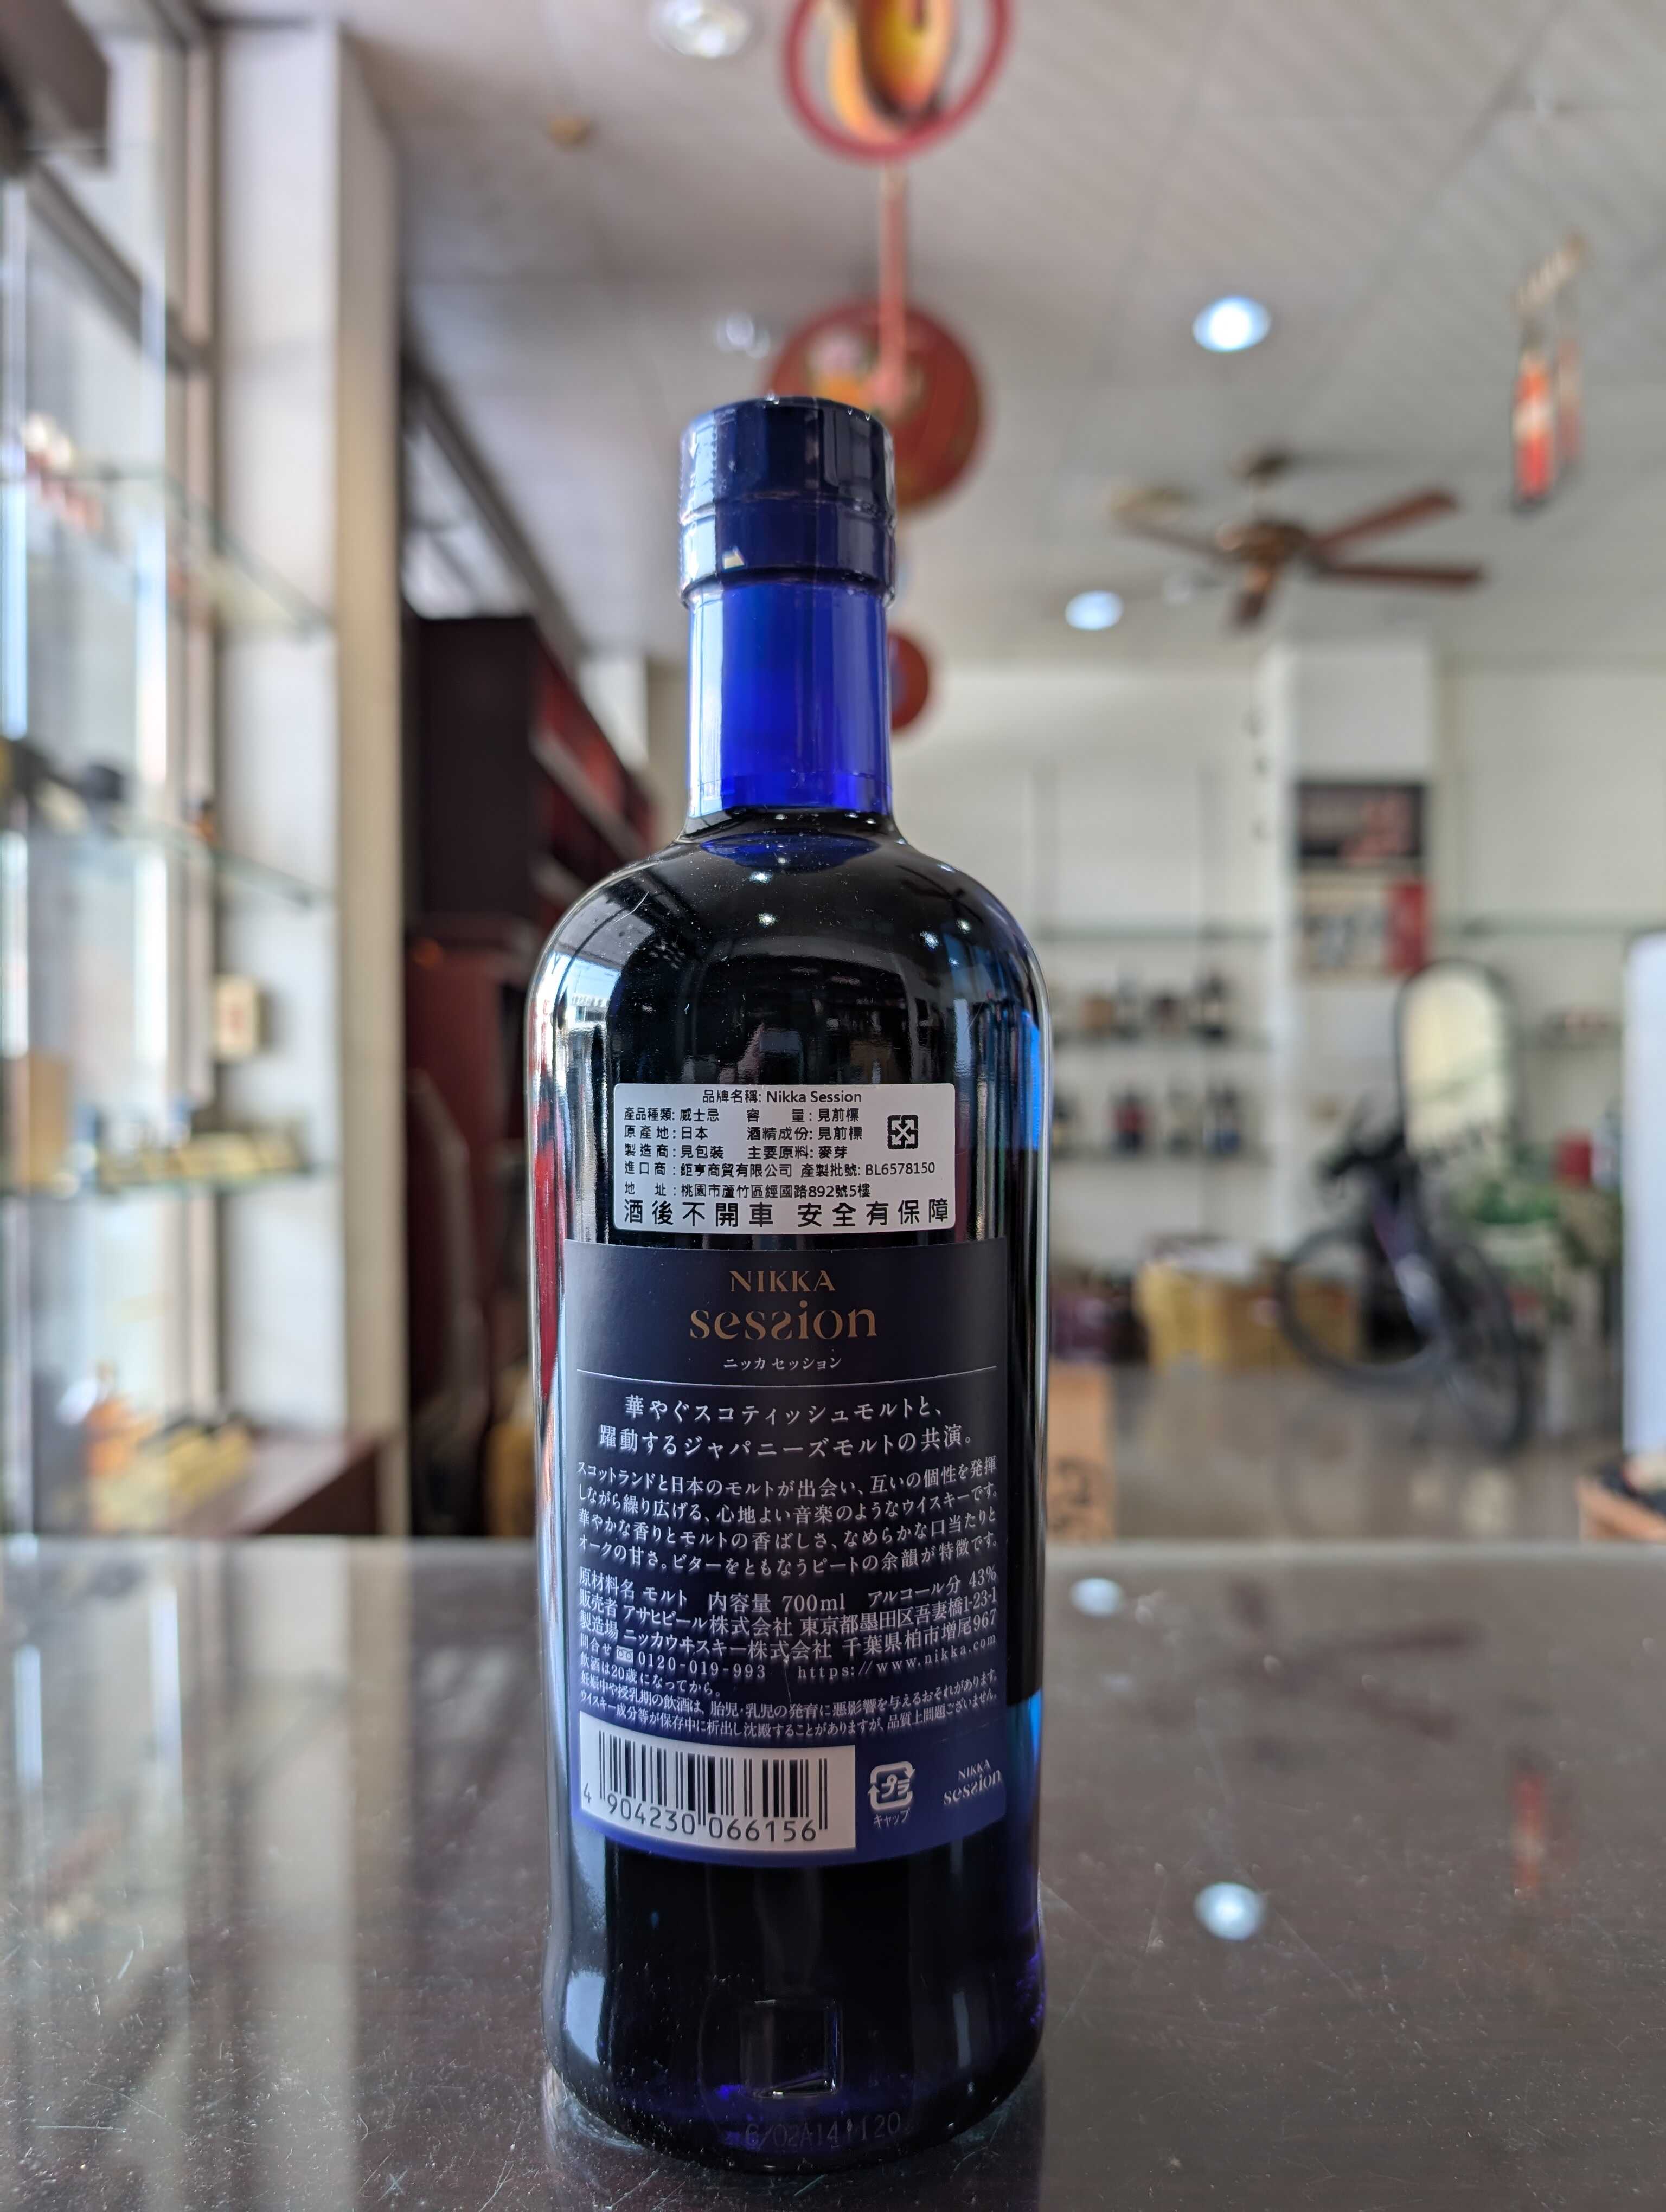 品牌名稱: Nikka Session
產品種類: 威士忌 容 量: 見前標
原產地: 日本 酒精成份: 見前標
製造商: 見包裝 主要原料: 麥芽
進口商: 鉅亨商貿有限公司 產製批號: BL6578150
地 址: 桃園市蘆竹區經國路892號5樓
酒後不開車 安全有保障
NIKKA
session
ニッカ セッション
華やぐスコティッシュモルトと、
躍動するジャパニーズモルトの共演。
スコットランドと日本のモルトが出会い、互いの個性を発揮
しながら繰り広げる、心地よい音楽のようなウイスキーです。
華やかな香りとモルトの香ばしさ、なめらかな口当たりと
オークの甘さ。ビターをともなうピートの余韻が特徴です。
原材料名 モルト 内容量 700ml アルコール分 43%
販売者 アサヒビール株式会社 東京都墨田区吾妻橋1-23-1
製造場 ニッカウヰスキー株式会社 千葉県柏市増尾967
問合せ 0120-019-993 https://www.nikka.com
飲酒は20歳になってから。
妊娠中や授乳期の飲酒は、胎児・乳児の発育に悪影響を与えるおそれがあります。
ウイスキー成分等が保存中に析出し沈殿することがありますが、品質上問題ございません。
4 904230 066156
プラ
キャップ
NIKKA
session